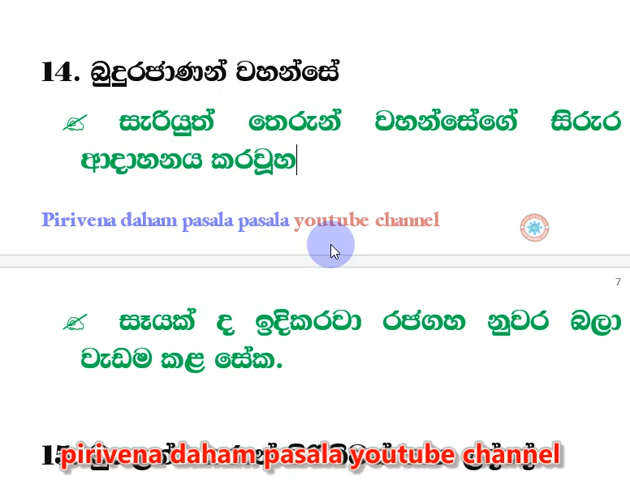 14. බුදුරජාණන් වහන්සේ
සැරියුත් තෙරුන් වහන්සේගේ සිරුර
ආදාහනය කරවූහ
Pirivena daham pasala pasala youtube channel
7
සෑයක් ද ඉදිකරවා රජගහ නුවර බලා
වැඩම කළ සේක.
pirivena daham pasala youtube channel